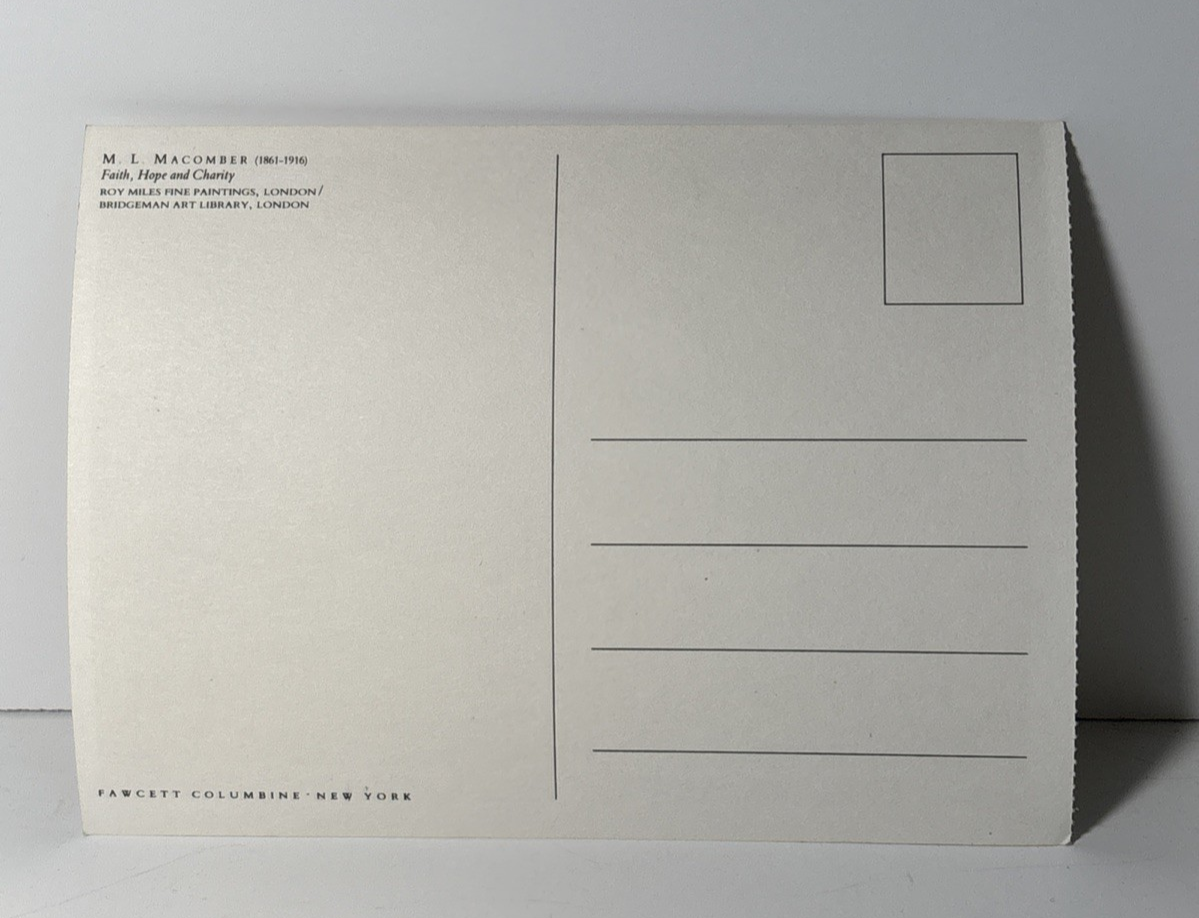 M. L. MACOMBER (1861-1916)
Faith, Hope and Charity
ROY MILES FINE PAINTINGS, LONDON/
BRIDGEMAN ART LIBRARY, LONDON
FAWCETT COLUMBINE · NEW YORK